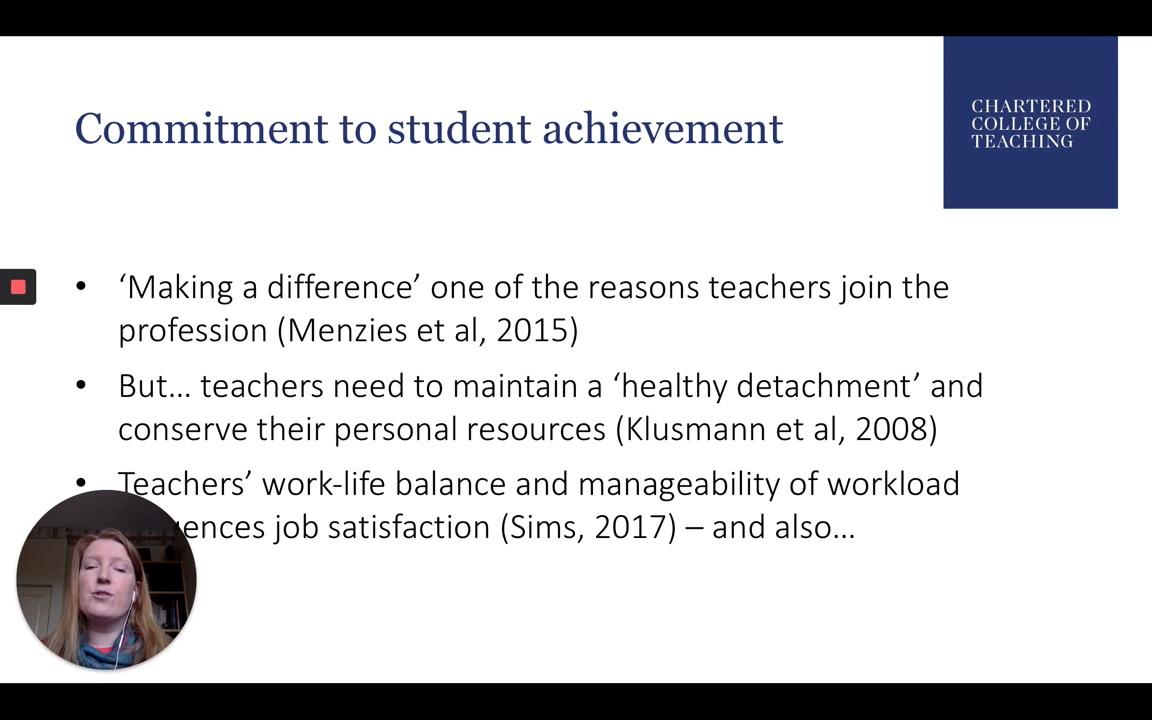 Commitment to student achievement
CHARTERED
COLLEGE OF
TEACHING
• ‘Making a difference’ one of the reasons teachers join the
profession (Menzies et al, 2015)
• But... teachers need to maintain a ‘healthy detachment’ and
conserve their personal resources (Klusmann et al, 2008)
• Teachers’ work-life balance and manageability of workload
job satisfaction (Sims, 2017) – and also...